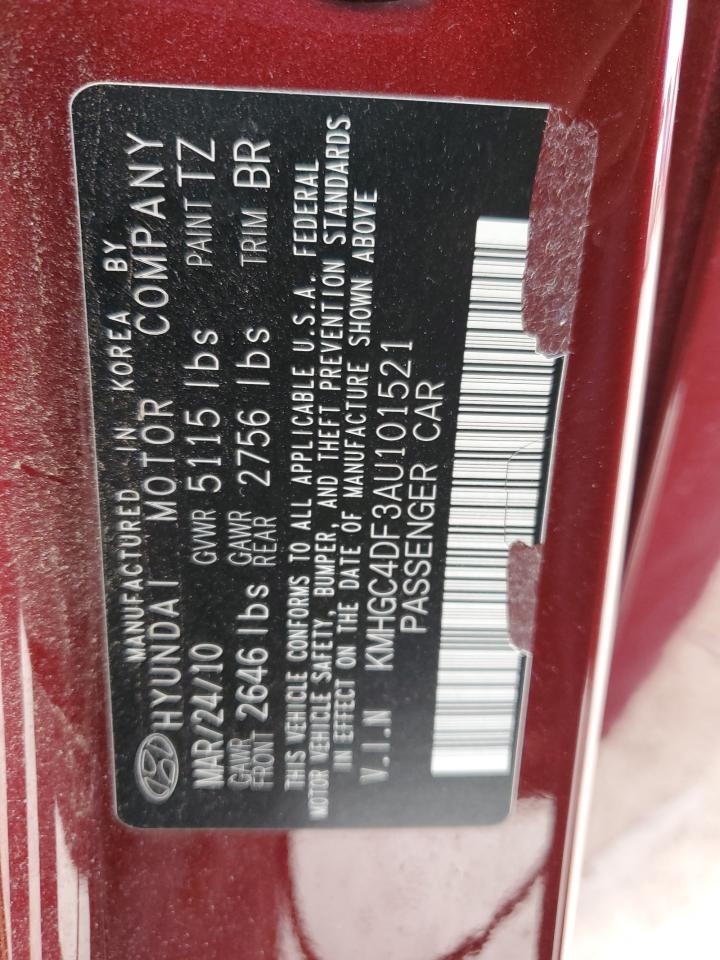 MANUFACTURED IN KOREA BY
HYUNDAI MOTOR COMPANY
MAR/24/10 GVWR 5115 lbs PAINT TZ
GAWR FRONT 2646 lbs GAWR REAR 2756 lbs TRIM BR
THIS VEHICLE CONFORMS TO ALL APPLICABLE U.S.A. FEDERAL
MOTOR VEHICLE SAFETY, BUMPER, AND THEFT PREVENTION STANDARDS
IN EFFECT ON THE DATE OF MANUFACTURE SHOWN ABOVE
V.I.N KMHGC4DF3AU101521
PASSENGER CAR